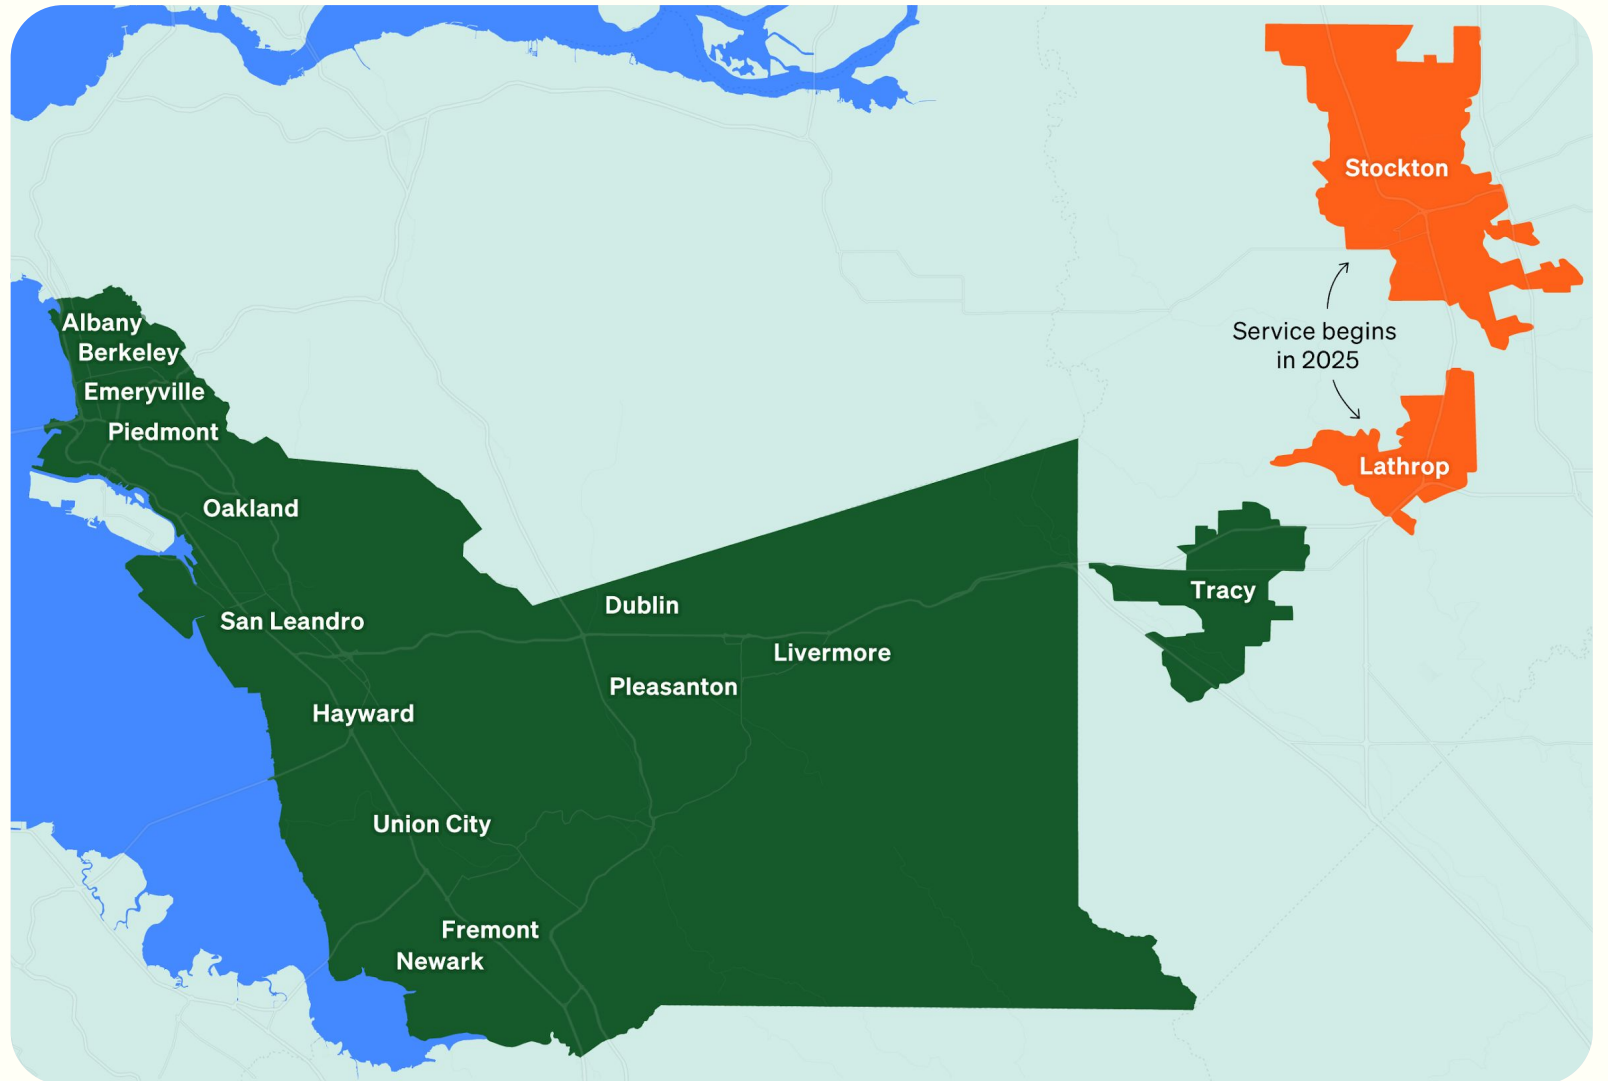 Stockton
Albany
Service begins
in 2025
Berkeley
Emeryville
Piedmont
Lathrop
Oakland
Tracy
Dublin
San Leandro
Livermore
Pleasanton
Hayward
Union City
Fremont
Newark